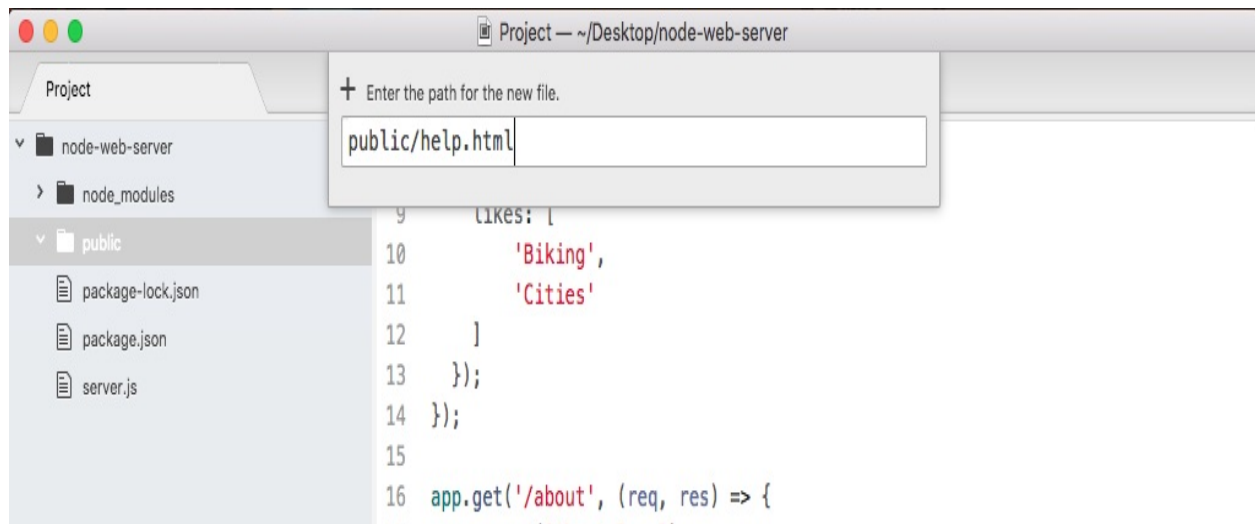 Project — ~/Desktop/node-web-server
Project
+ Enter the path for the new file.
public/help.html
node-web-server
node_modules
public
package-lock.json
package.json
server.js
9 likes: [
10 'Biking',
11 'Cities'
12 ]
13 });
14 });
15
16 app.get('/about', (req, res) => {